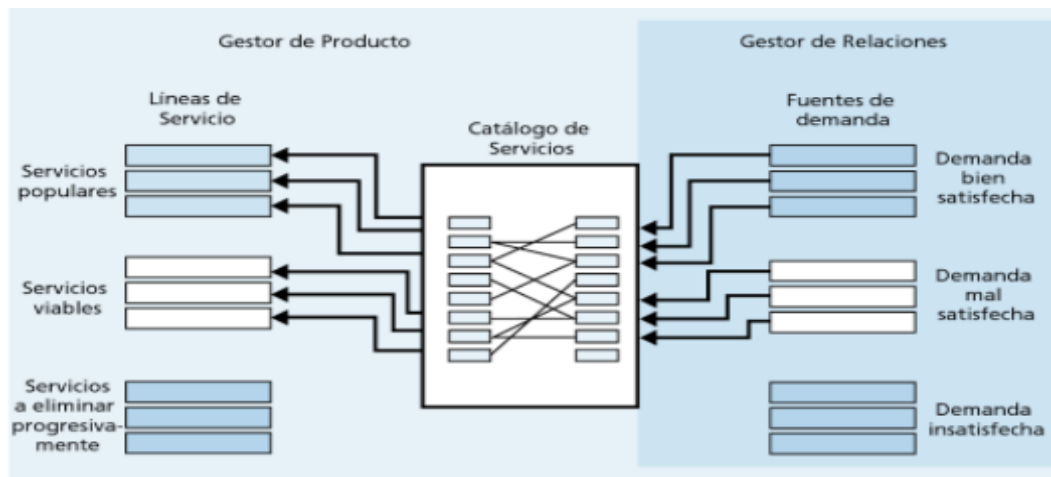 Gestor de Producto
Gestor de Relaciones
Líneas de
Servicio
Catálogo de
Servicios
Fuentes de
demanda
Servicios
populares
Demanda
bien
satisfecha
Servicios
viables
Demanda
mal
satisfecha
Servicios
a eliminar
progresiva-
mente
Demanda
insatisfecha